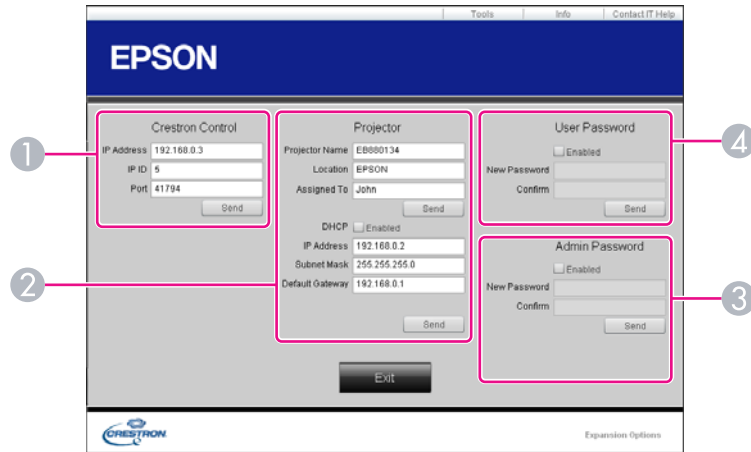 Tools Info Contact IT Help
EPSON
1
Crestron Control
IP Address 192.168.0.3
IP ID 5
Port 41794
Send
2
Projector
Projector Name EB880134
Location EPSON
Assigned To John
Send
DHCP Enabled
IP Address 192.168.0.2
Subnet Mask 255.255.255.0
Default Gateway 192.168.0.1
Send
4
User Password
Enabled
New Password
Confirm
Send
3
Admin Password
Enabled
New Password
Confirm
Send
Exit
CRESTRON
Expansion Options